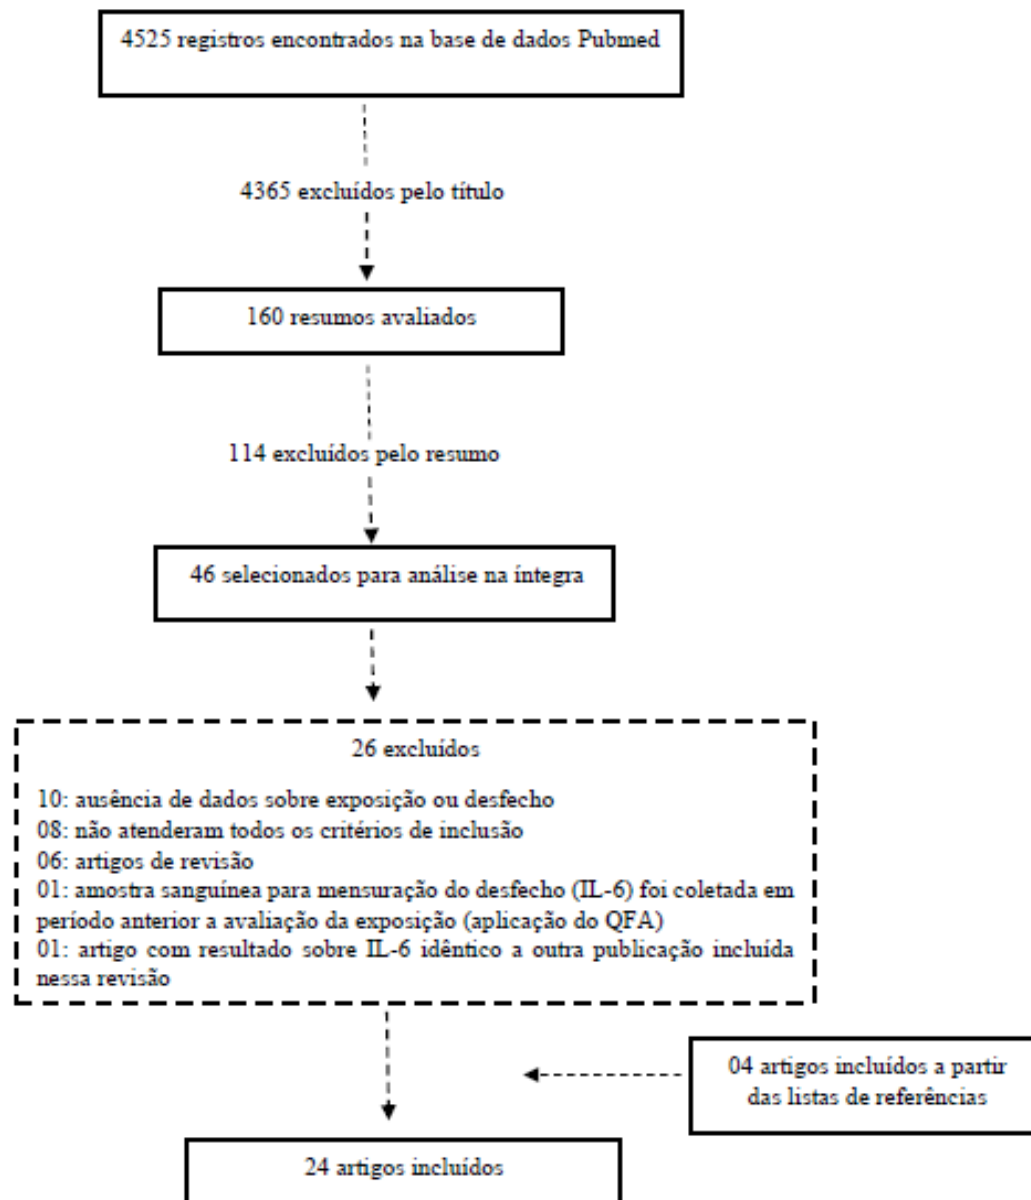 4525 registros encontrados na base de dados Pubmed
4365 excluídos pelo título
160 resumos avaliados
114 excluídos pelo resumo
46 selecionados para análise na íntegra
26 excluídos
10: ausência de dados sobre exposição ou desfecho
08: não atenderam todos os critérios de inclusão
06: artigos de revisão
01: amostra sanguínea para mensuração do desfecho (IL-6) foi coletada em
período anterior a avaliação da exposição (aplicação do QFA)
01: artigo com resultado sobre IL-6 idêntico a outra publicação incluída
nessa revisão
04 artigos incluídos a partir
das listas de referências
24 artigos incluídos